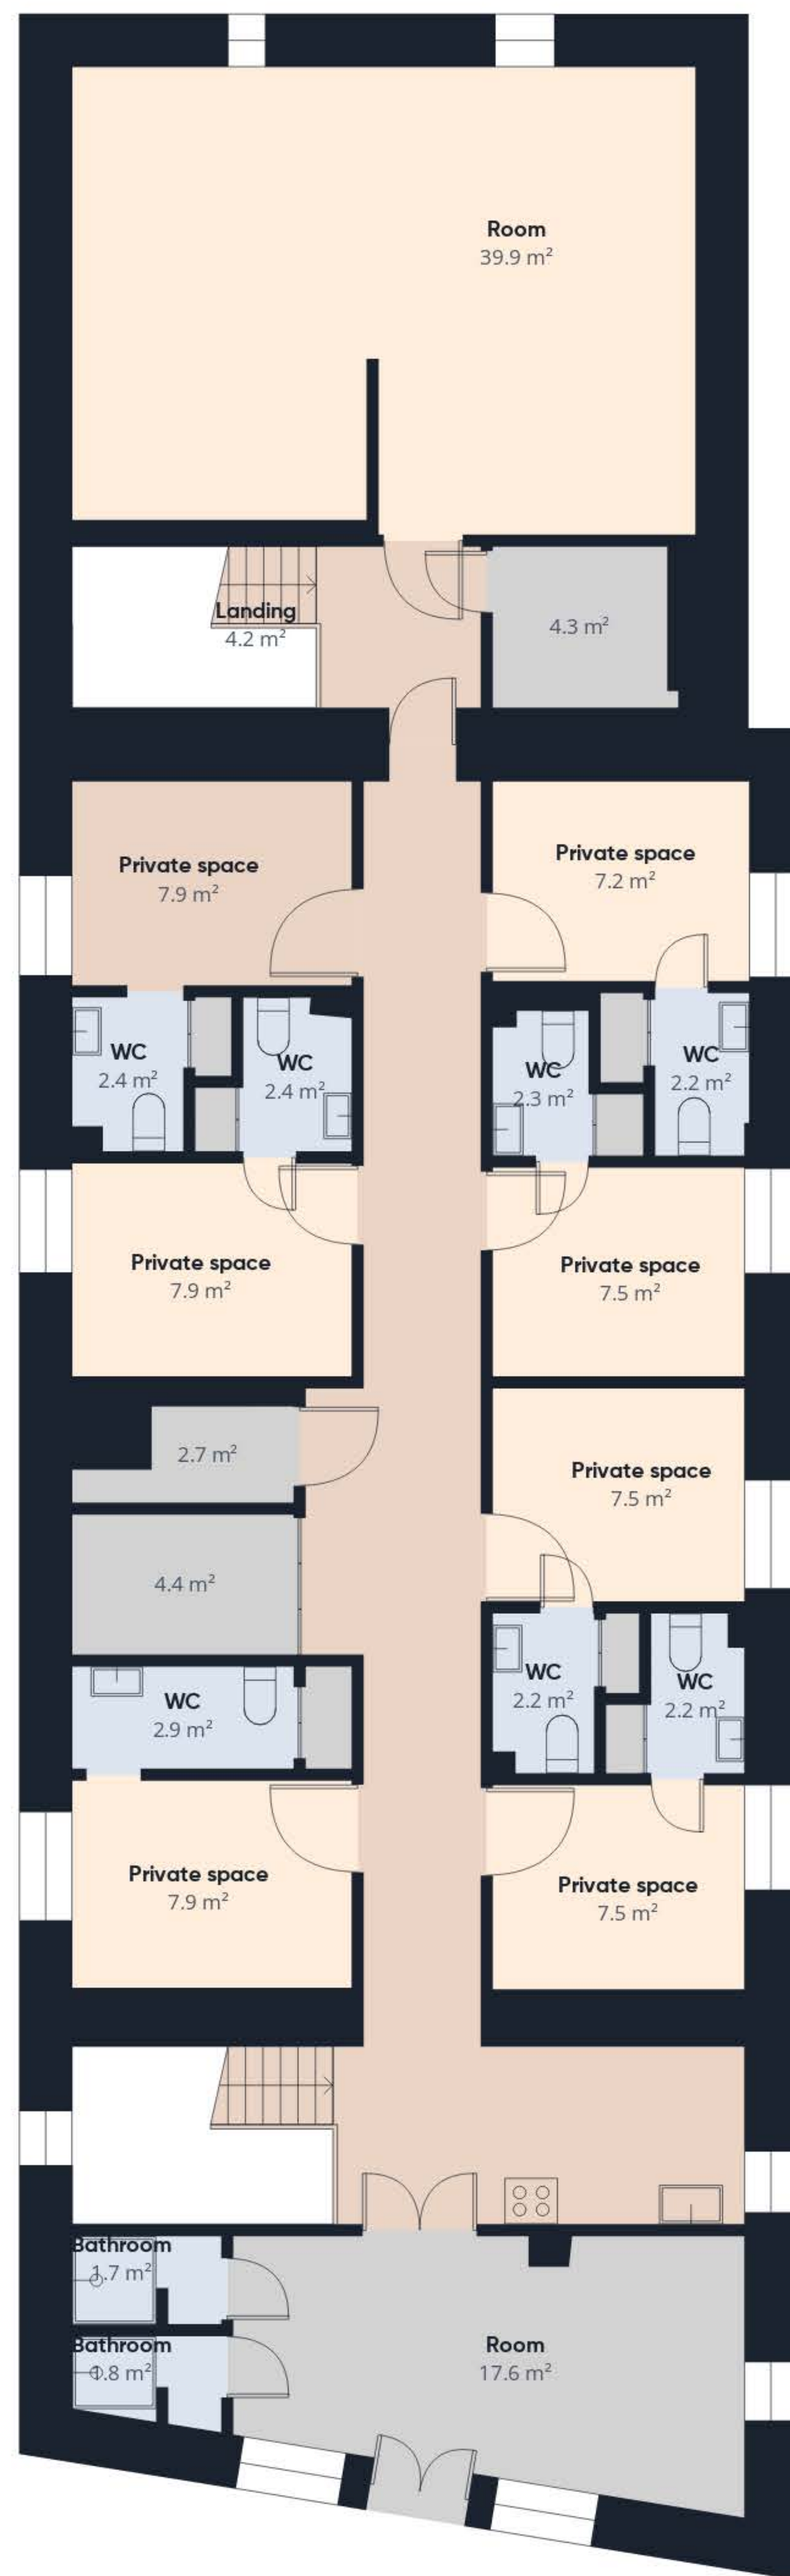 Room
39.9 m²
Landing
4.2 m²
4.3 m²
Private space
7.9 m²
Private space
7.2 m²
WC
2.4 m²
WC
2.4 m²
WC
2.3 m²
WC
2.2 m²
Private space
7.9 m²
Private space
7.5 m²
2.7 m²
Private space
7.5 m²
4.4 m²
WC
2.9 m²
WC
2.2 m²
WC
2.2 m²
Private space
7.9 m²
Private space
7.5 m²
Bathroom
1.7 m²
Bathroom
1.8 m²
Room
17.6 m²